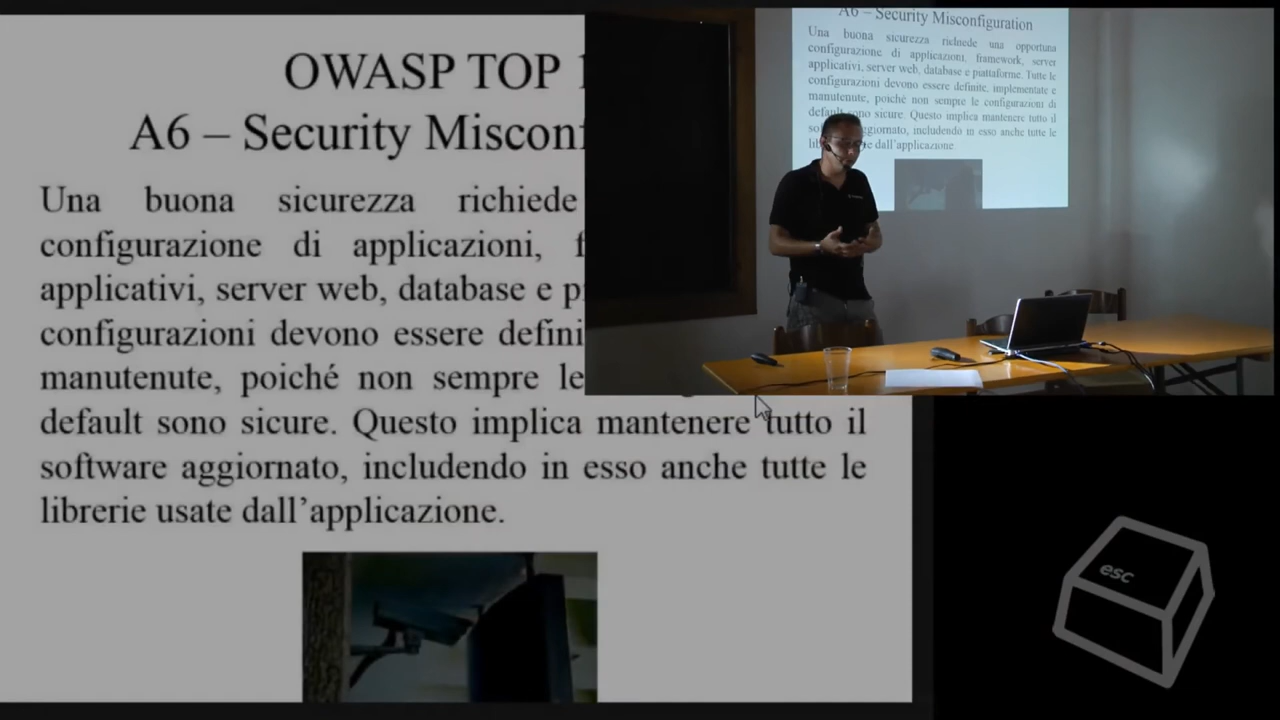 OWASP TOP
A6 – Security Misconf
Una buona sicurezza richiede
configurazione di applicazioni, f
applicativi, server web, database e p
configurazioni devono essere defini
manutenute, poiché non sempre le
default sono sicure. Questo implica mantenere tutto il
software aggiornato, includendo in esso anche tutte le
librerie usate dall’applicazione.
A6 – Security Misconfiguration
Una buona sicurezza richiede una opportuna
configurazione di applicazioni, framework, server
applicativi, server web, database e piattaforme. Tutte le
configurazioni devono essere definite, implementate e
manutenute, poiché non sempre le configurazioni di
default sono sicure. Questo implica mantenere tutto il
aggiornato, includendo in esso anche tutte le
dall'applicazione.
esc